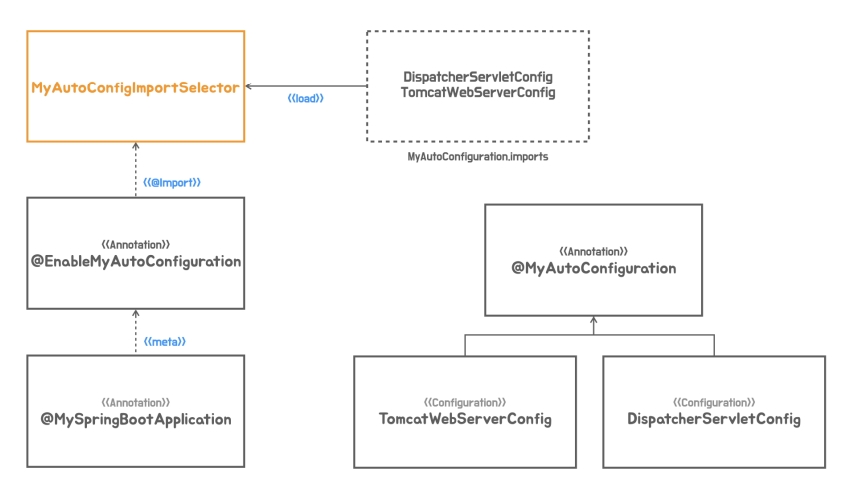 MyAutoConfigImportSelector
DispatcherServletConfig
TomcatWebServerConfig
⟨⟨load⟩⟩
MyAutoConfiguration.imports
⟨⟨@Import⟩⟩
⟨⟨Annotation⟩⟩
@EnableMyAutoConfiguration
⟨⟨Annotation⟩⟩
@MyAutoConfiguration
⟨⟨meta⟩⟩
⟨⟨Annotation⟩⟩
@MySpringBootApplication
⟨⟨Configuration⟩⟩
TomcatWebServerConfig
⟨⟨Configuration⟩⟩
DispatcherServletConfig